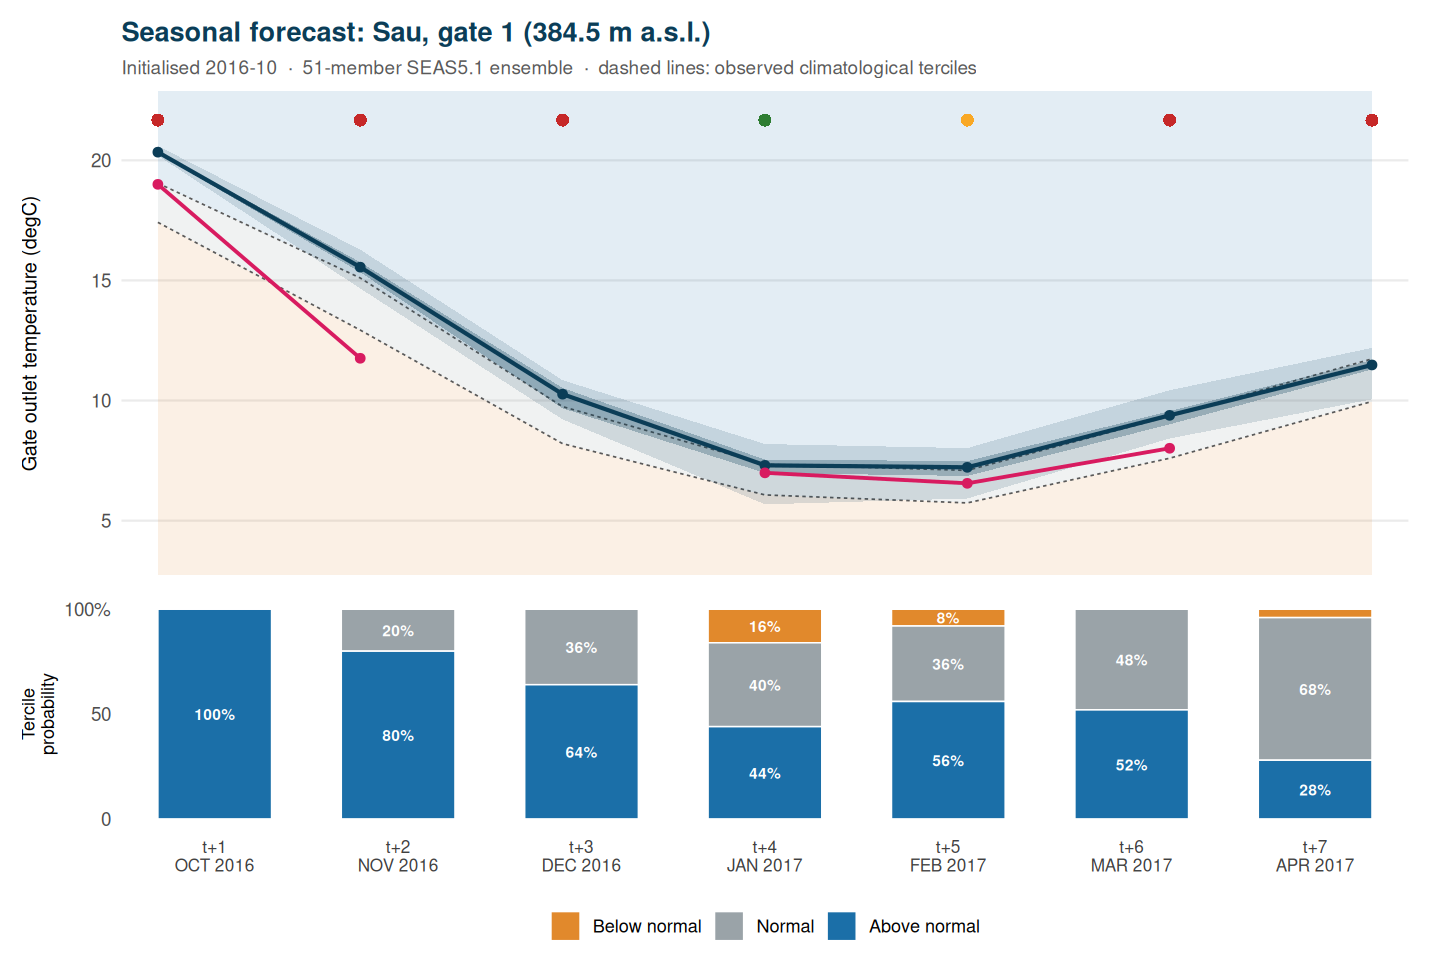 Seasonal forecast: Sau, gate 1 (384.5 m a.s.l.)
Initialised 2016-10 · 51-member SEAS5.1 ensemble · dashed lines: observed climatological terciles
Gate outlet temperature (degC)
20
15
10
5
Tercile
probability
100%
50
0
100%
20%
80%
36%
64%
16%
40%
44%
8%
36%
56%
48%
52%
68%
28%
t+1
OCT 2016
t+2
NOV 2016
t+3
DEC 2016
t+4
JAN 2017
t+5
FEB 2017
t+6
MAR 2017
t+7
APR 2017
Below normal
Normal
Above normal